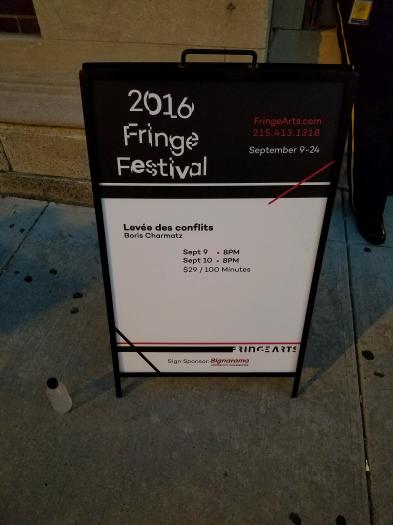 2016
Fringe
Festival
FringeArts.com
215.413.1318
September 9-24
Levée des conflits
Boris Charmatz
Sept 9 • 8PM
Sept 10 • 8PM
$29 / 100 Minutes
FRINGEARTS
Sign Sponsor: Signarama